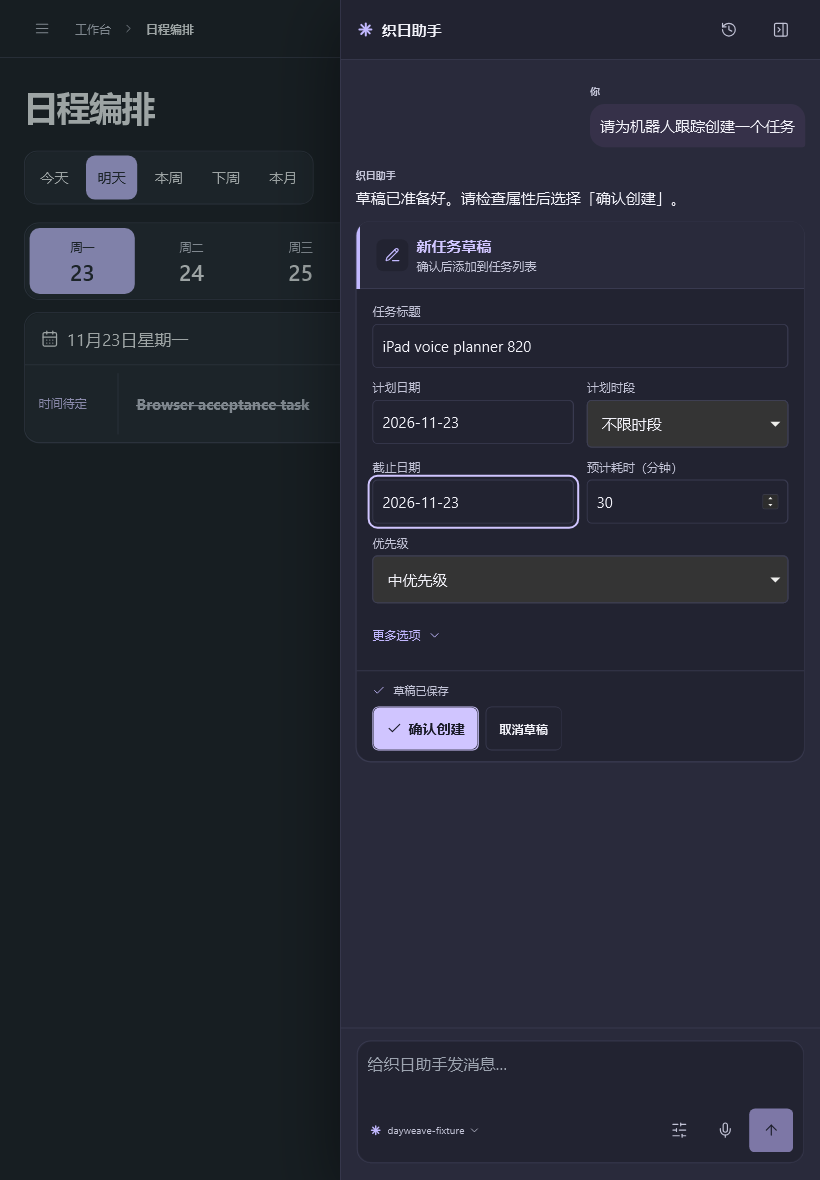 工作台 > 日程编排
日程编排
今天 明天 本周 下周 本月
周一 周二 周三
23 24 25
11月23日星期一
时间待定 Browser acceptance task
织日助手
你
请为机器人跟踪创建一个任务
织日助手
草稿已准备好。请检查属性后选择「确认创建」。
新任务草稿
确认后添加到任务列表
任务标题
iPad voice planner 820
计划日期 计划时段
2026-11-23 不限时段
截止日期 预计耗时（分钟）
2026-11-23 30
优先级
中优先级
更多选项
草稿已保存
确认创建 取消草稿
给织日助手发消息...
dayweave-fixture